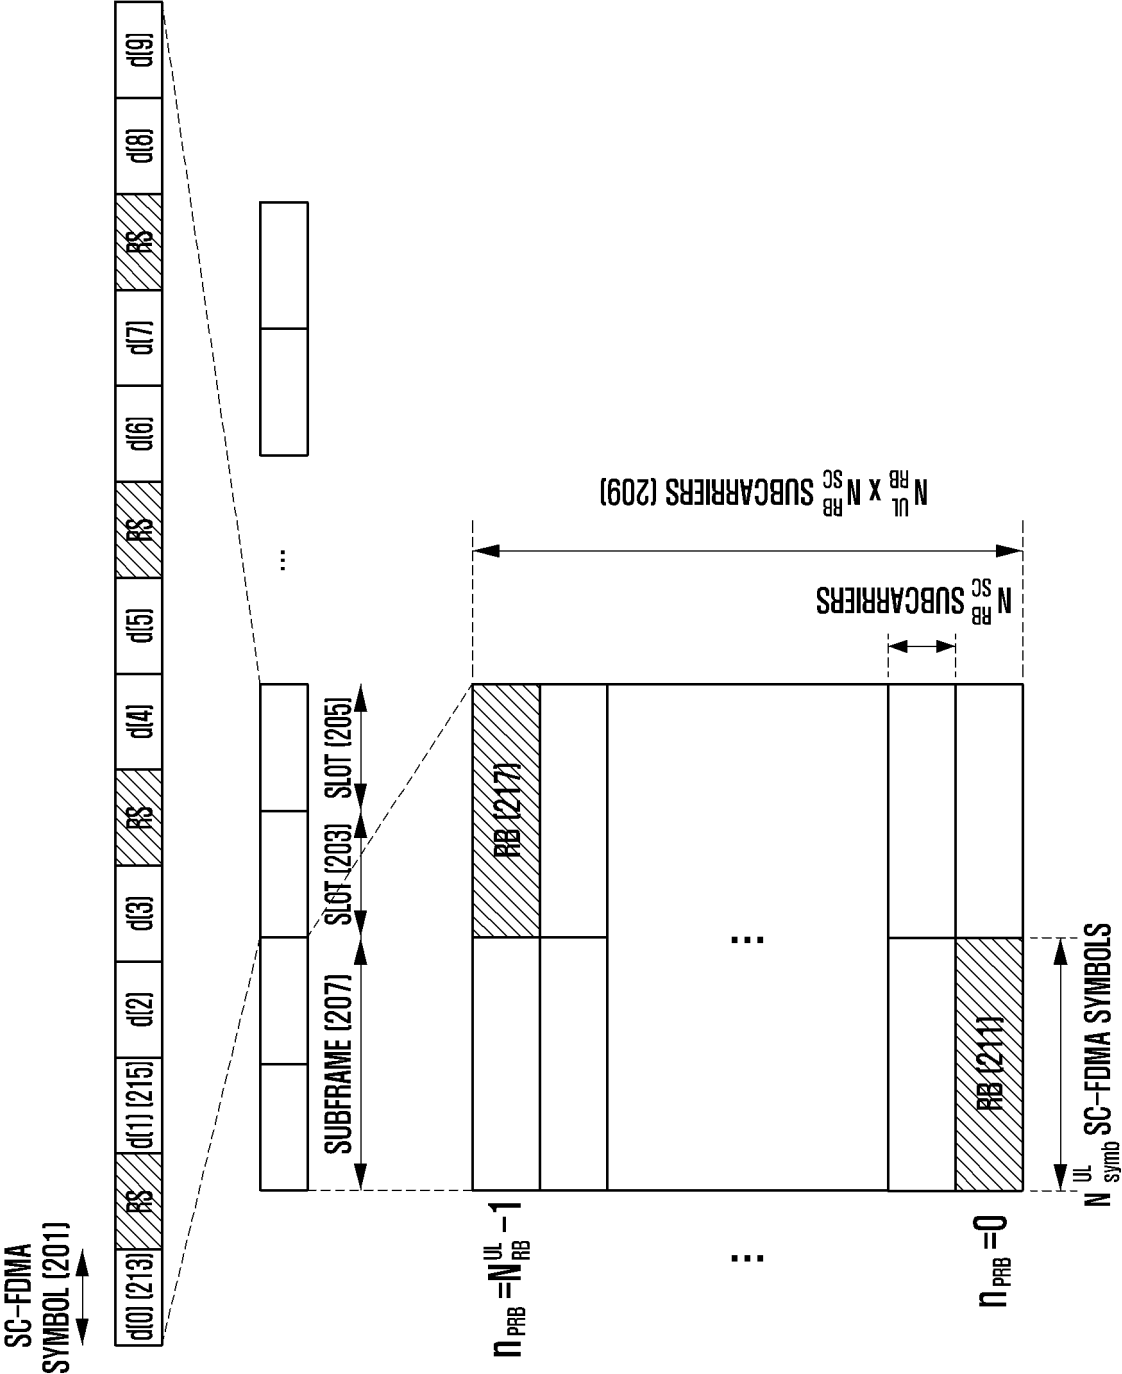 SC-FDMA
SYMBOL (201)
d(0) (213)
RS
d(1) (215)
d(2)
d(3)
RS
d(4)
d(5)
RS
d(6)
d(7)
RS
d(8)
d(9)
...
SUBFRAME (207)
SLOT (203)
SLOT (205)
n PRB =N UL RB -1
RB (217)
...
...
n PRB =0
RB (211)
N RB SC SUBCARRIERS
N UL RB x N RB SC SUBCARRIERS (209)
N UL symb SC-FDMA SYMBOLS